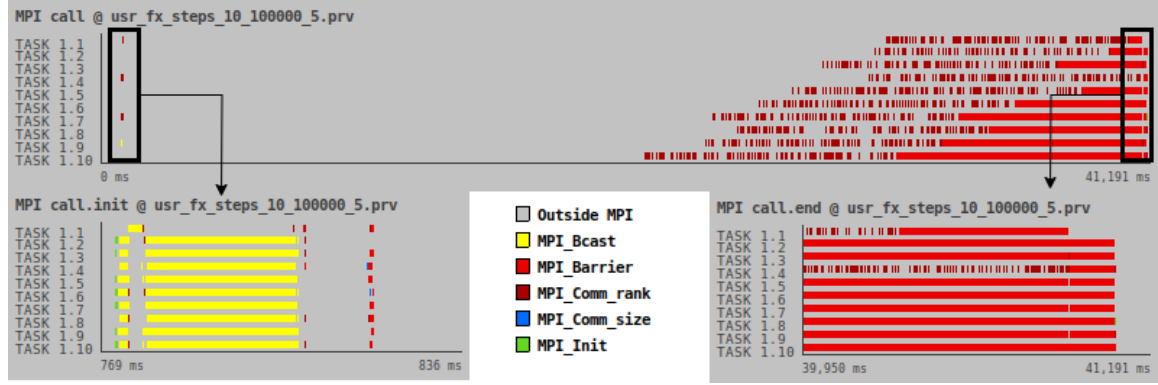 MPI call @ usr_fx_steps_10_100000_5.prv
TASK 1.1
TASK 1.2
TASK 1.3
TASK 1.4
TASK 1.5
TASK 1.6
TASK 1.7
TASK 1.8
TASK 1.9
TASK 1.10
0 ms
41,191 ms
MPI call.init @ usr_fx_steps_10_100000_5.prv
TASK 1.1
TASK 1.2
TASK 1.3
TASK 1.4
TASK 1.5
TASK 1.6
TASK 1.7
TASK 1.8
TASK 1.9
TASK 1.10
769 ms
836 ms
Outside MPI
MPI_Bcast
MPI_Barrier
MPI_Comm_rank
MPI_Comm_size
MPI_Init
MPI call.end @ usr_fx_steps_10_100000_5.prv
TASK 1.1
TASK 1.2
TASK 1.3
TASK 1.4
TASK 1.5
TASK 1.6
TASK 1.7
TASK 1.8
TASK 1.9
TASK 1.10
39,950 ms
41,191 ms